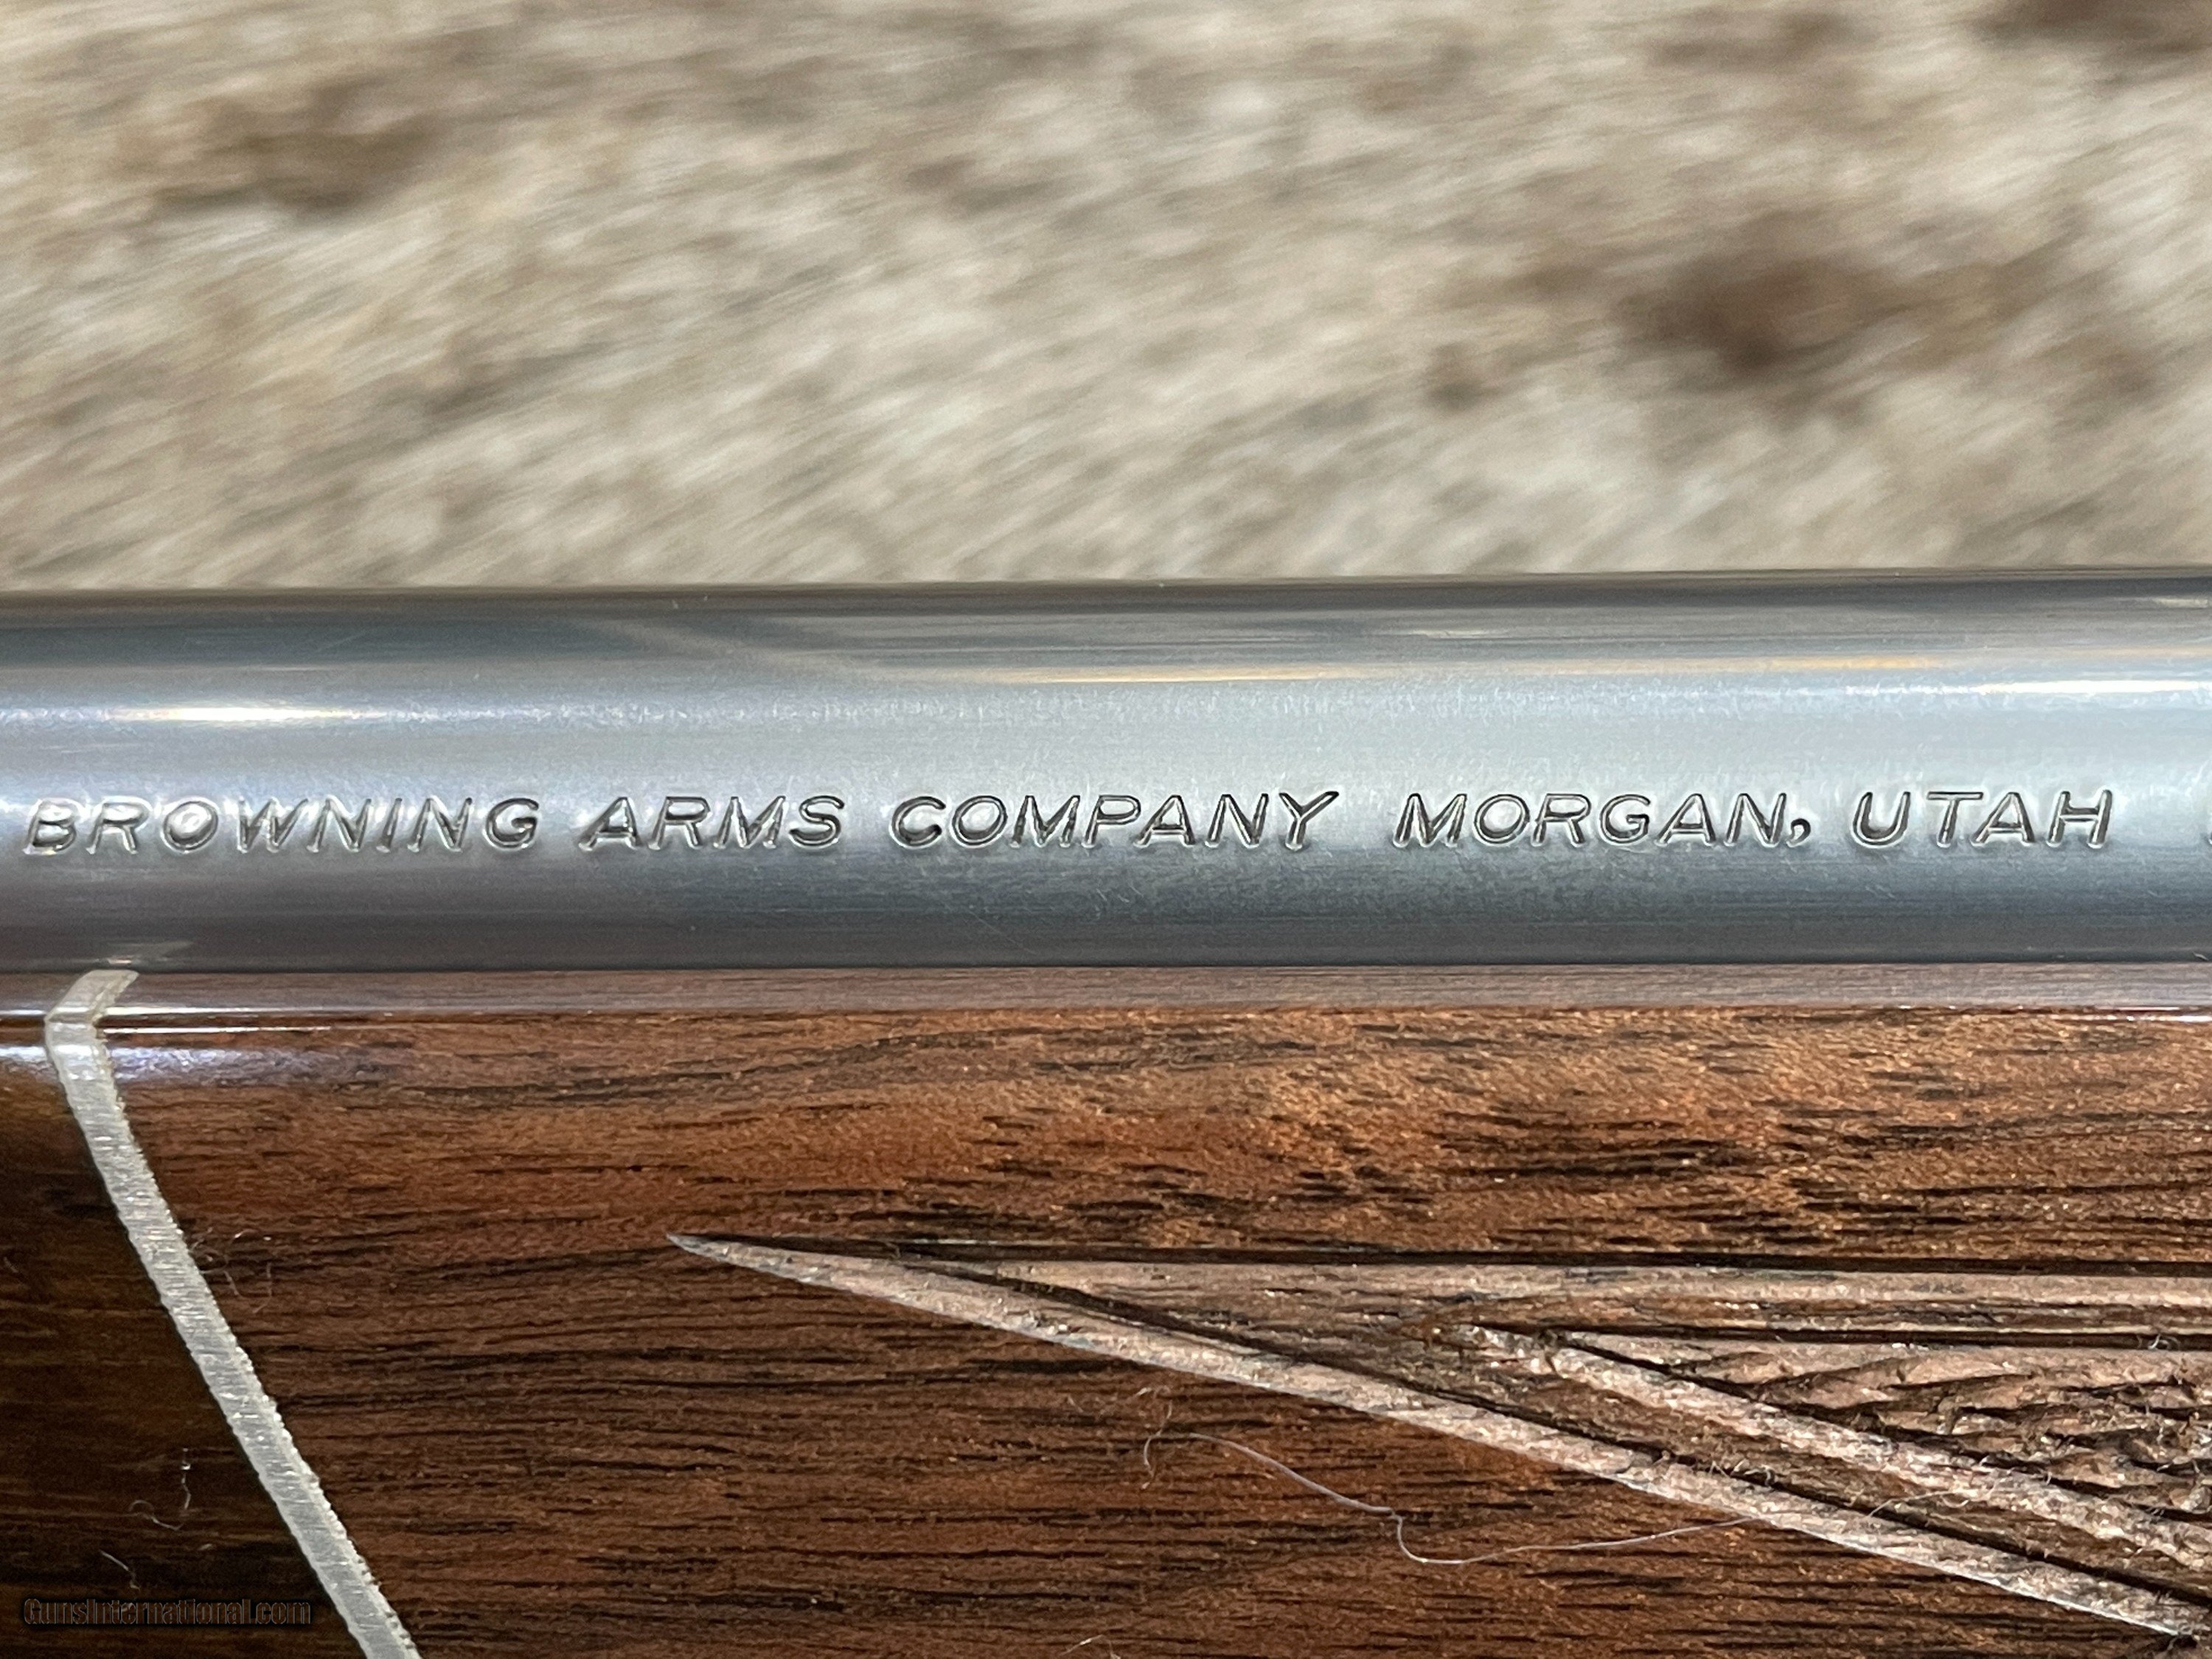 BROWNING ARMS COMPANY MORGAN, UTAH
GunsInternational.com